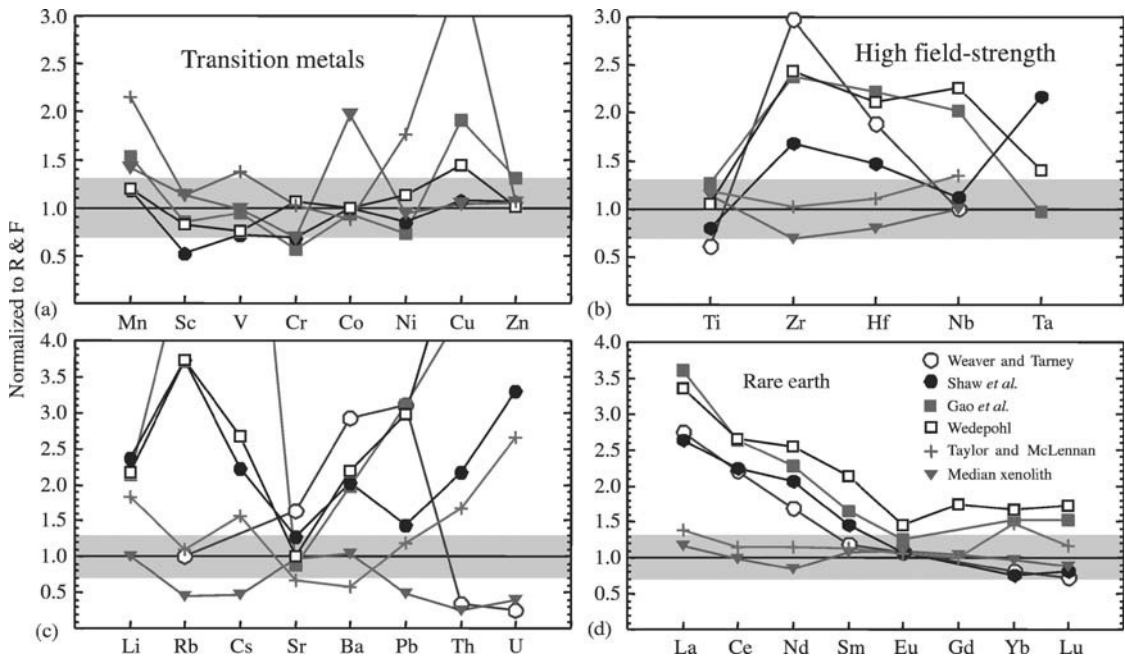 Normalized to R & F
3.0
2.5
2.0
1.5
1.0
0.5
Transition metals
(a)
Mn Sc V Cr Co Ni Cu Zn
3.0
2.5
2.0
1.5
1.0
0.5
High field-strength
(b)
Ti Zr Hf Nb Ta
4.0
3.5
3.0
2.5
2.0
1.5
1.0
0.5
(c)
Li Rb Cs Sr Ba Pb Th U
4.0
3.5
3.0
2.5
2.0
1.5
1.0
0.5
Rare earth
Weaver and Tarney
Shaw et al.
Gao et al.
Wedepohl
Taylor and McLennan
Median xenolith
(d)
La Ce Nd Sm Eu Gd Yb Lu